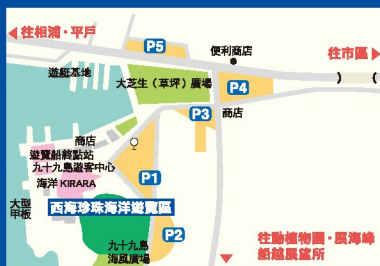 往相浦・平戶
P5
便利商店
往市區
遊艇基地
大芝生（草坪）廣場
P4
P3
商店
商店
遊覽船終點站
九十九島遊客中心
海洋 KIRARA
P1
大型
甲板
西海珍珠海洋遊覽區
P2
九十九島
海風廣場
往動植物園・展海峰
船越展望所